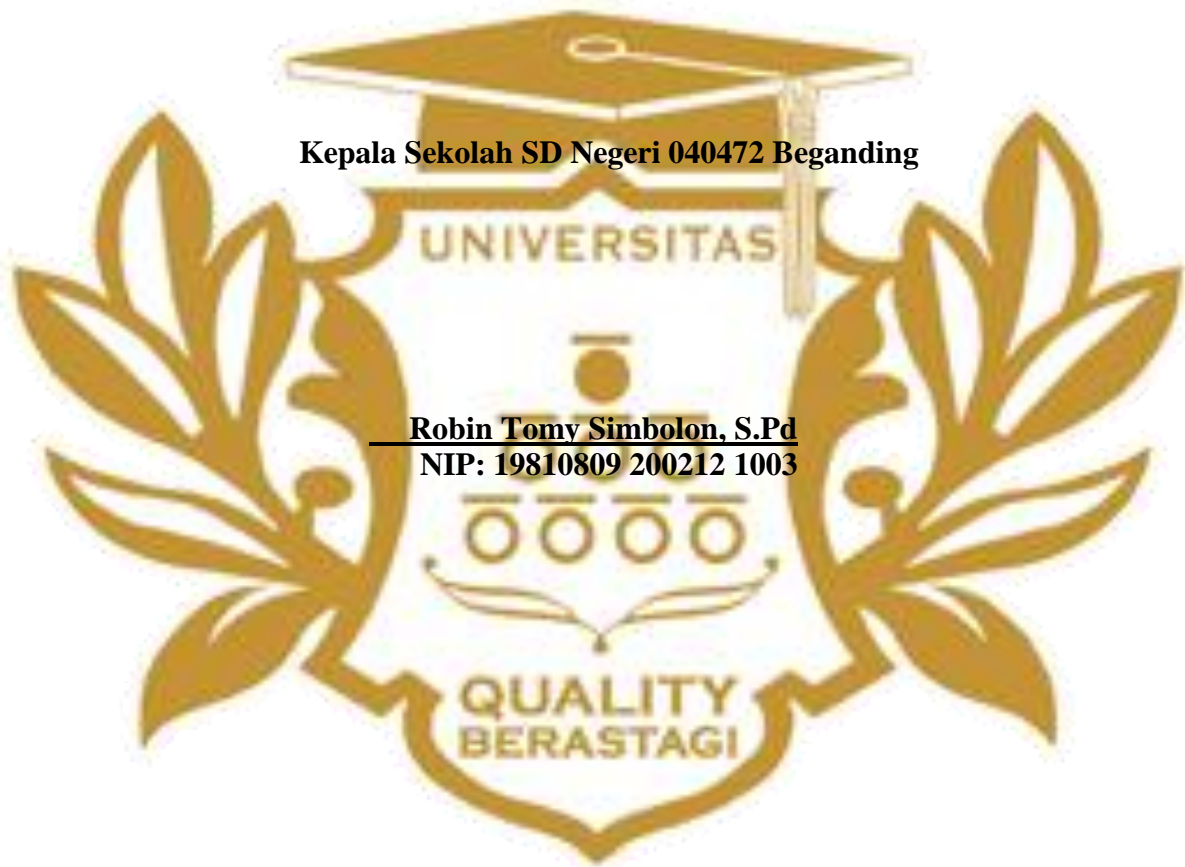 Kepala Sekolah SD Negeri 040472 Beganding
UNIVERSITAS
Robin Tomy Simbolon, S.Pd
NIP: 19810809 200212 1003
QUALITY
BERASTAGI